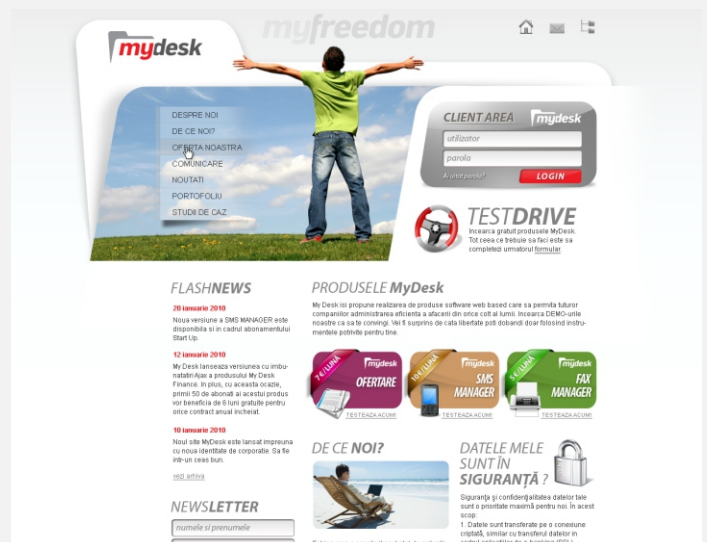 myfreedom
mydesk
DESPRE NOI
DE CE NOI?
OFERTA NOASTRA
COMUNICARE
NOUTATI
PORTOFOLIU
STUDII DE CAZ
CLIENT AREA
mydesk
utilizator
parola
Ai uitat parola?
LOGIN
TESTDRIVE
Incearca gratuit produsele MyDesk.
Tot ceea ce trebuie sa faci este sa
completezi urmatorul formular.
FLASHNEWS
20 ianuarie 2010
Noua versiune a SMS MANAGER este
disponibila si in cadrul abonamentului
Start Up.
12 ianuarie 2010
My Desk lanseaza versiunea cu imbu-
natatiri Ajax a produsului My Desk
Finance. In plus, cu aceasta ocazie,
primii 50 de abonati ai acestui produs
vor beneficia de 6 luni gratuite pentru
orice contract anual incheiat.
10 ianuarie 2010
Noul site MyDesk este lansat impreuna
cu noua identitate de corporatie. Sa fie
intr-un ceas bun.
vezi arhiva
NEWSLETTER
numele si prenumele
PRODUSELE MyDesk
My Desk isi propune realizarea de produse software web based care sa permita tuturor
companiilor administrarea eficienta a afacerii din orice colt al lumii. Incearca DEMO-urile
noastre ca sa te convingi. Vei fi surprins de cata libertate poti dobandi doar folosind instru-
mentele potrivite pentru tine.
7€/LUNĂ
mydesk
OFERTARE
TESTEAZA ACUM!
10€/LUNĂ
mydesk
SMS
MANAGER
TESTEAZA ACUM!
5€/LUNĂ
mydesk
FAX
MANAGER
TESTEAZA ACUM!
DE CE NOI?
DATELE MELE
SUNT ÎN
SIGURANȚĂ ?
Siguranța și confidențialitatea datelor tale
sunt o prioritate maximă pentru noi. În acest
scop:
1. Datele sunt transferate pe o conexiune
criptată, similar cu transferul datelor in